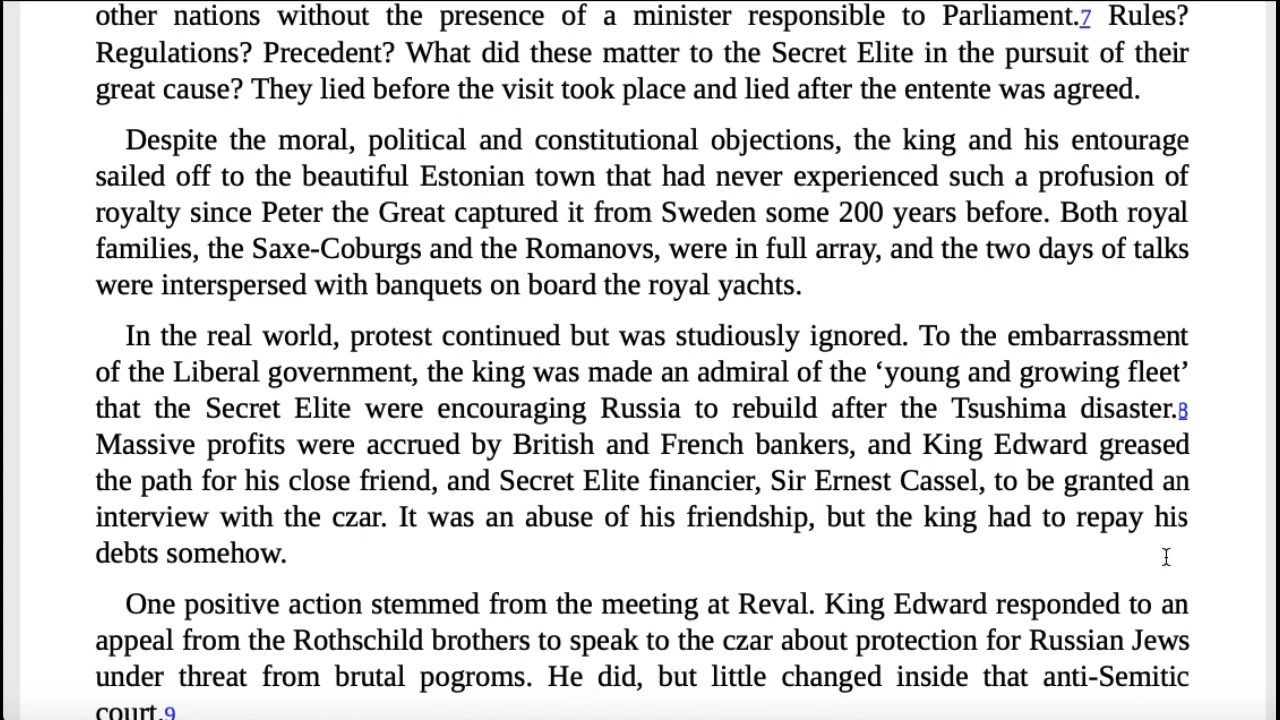 other nations without the presence of a minister responsible to Parliament.7 Rules?
Regulations? Precedent? What did these matter to the Secret Elite in the pursuit of their
great cause? They lied before the visit took place and lied after the entente was agreed.
Despite the moral, political and constitutional objections, the king and his entourage
sailed off to the beautiful Estonian town that had never experienced such a profusion of
royalty since Peter the Great captured it from Sweden some 200 years before. Both royal
families, the Saxe-Coburgs and the Romanovs, were in full array, and the two days of talks
were interspersed with banquets on board the royal yachts.
In the real world, protest continued but was studiously ignored. To the embarrassment
of the Liberal government, the king was made an admiral of the ‘young and growing fleet’
that the Secret Elite were encouraging Russia to rebuild after the Tsushima disaster.8
Massive profits were accrued by British and French bankers, and King Edward greased
the path for his close friend, and Secret Elite financier, Sir Ernest Cassel, to be granted an
interview with the czar. It was an abuse of his friendship, but the king had to repay his
debts somehow.
One positive action stemmed from the meeting at Reval. King Edward responded to an
appeal from the Rothschild brothers to speak to the czar about protection for Russian Jews
under threat from brutal pogroms. He did, but little changed inside that anti-Semitic
court.9